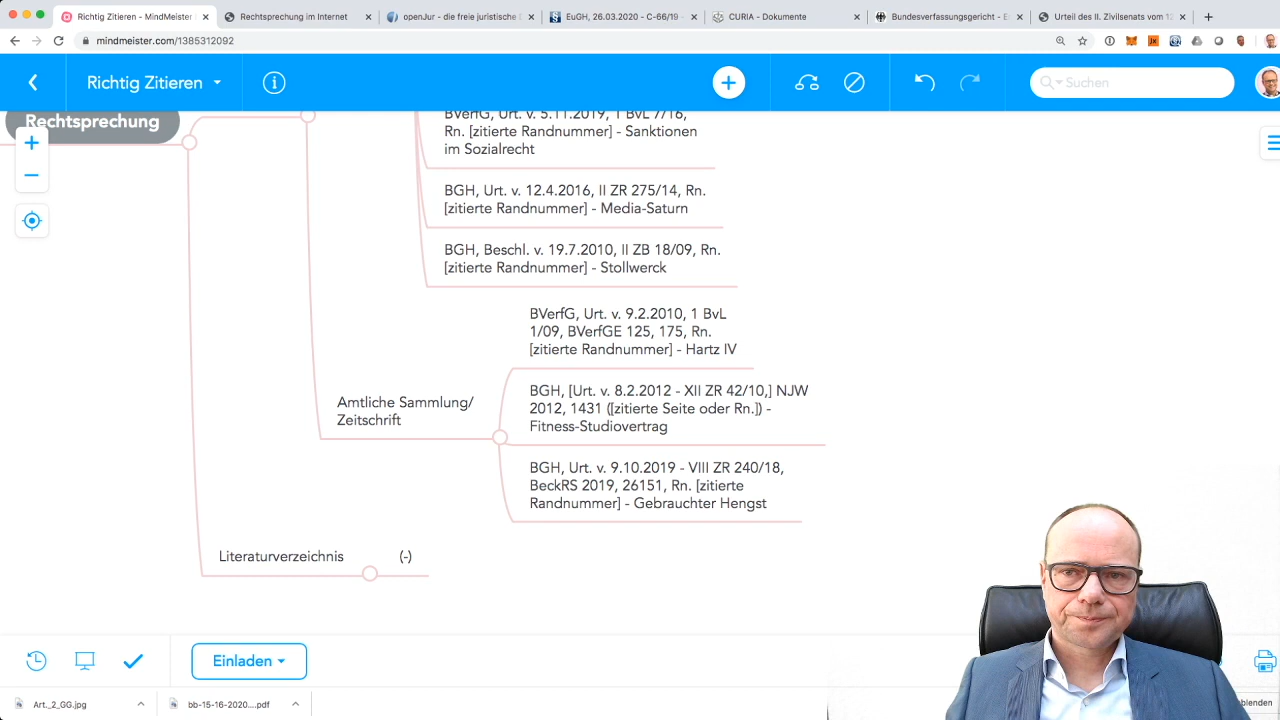 Richtig Zitieren - MindMeister
Rechtsprechung im Internet
openJur - die freie juristische
EuGH, 26.03.2020 - C-66/19
CURIA - Dokumente
Bundesverfassungsgericht
Urteil des II. Zivilsenats vom
mindmeister.com/1385312092
Richtig Zitieren
Suchen
Rechtsprechung
BVerfG, Urt. v. 5.11.2019, 1 BvL 7/16,
Rn. [zitierte Randnummer] - Sanktionen
im Sozialrecht
BGH, Urt. v. 12.4.2016, II ZR 275/14, Rn.
[zitierte Randnummer] - Media-Saturn
BGH, Beschl. v. 19.7.2010, II ZB 18/09, Rn.
[zitierte Randnummer] - Stollwerck
BVerfG, Urt. v. 9.2.2010, 1 BvL
1/09, BVerfGE 125, 175, Rn.
[zitierte Randnummer] - Hartz IV
Amtliche Sammlung/
Zeitschrift
BGH, [Urt. v. 8.2.2012 - XII ZR 42/10,] NJW
2012, 1431 ([zitierte Seite oder Rn.]) -
Fitness-Studiovertrag
BGH, Urt. v. 9.10.2019 - VIII ZR 240/18,
BeckRS 2019, 26151, Rn. [zitierte
Randnummer] - Gebrauchter Hengst
Literaturverzeichnis (-)
Einladen
Art._2_GG.jpg
bb-15-16-2020....pdf
blenden